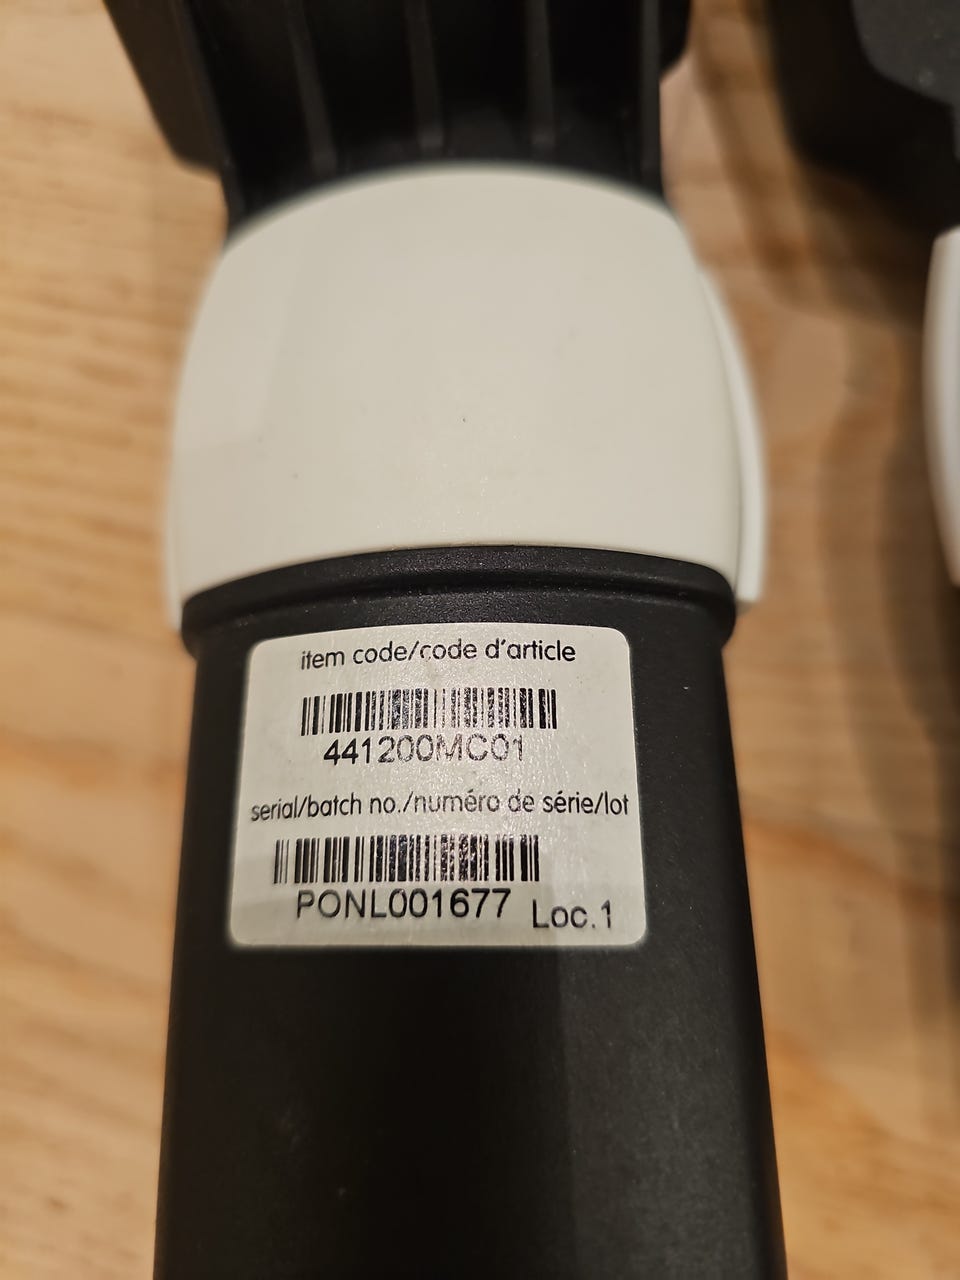 item code/code d'article
441200MC01
serial/batch no./numéro de série/lot
PONL001677
Loc.1